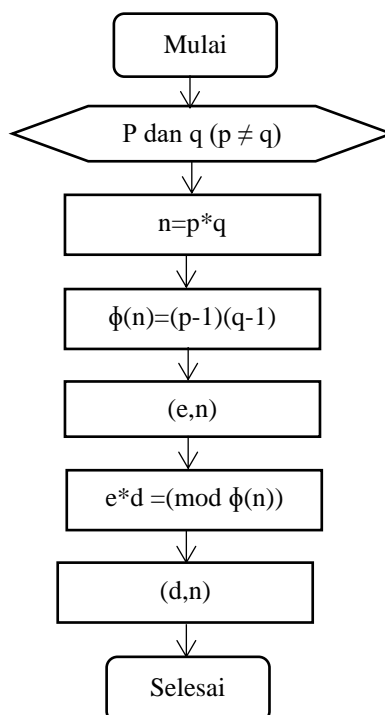 Mulai
P dan q (p ≠ q)
n=p*q
ϕ(n)=(p-1)(q-1)
(e,n)
e*d =(mod ϕ(n))
(d,n)
Selesai